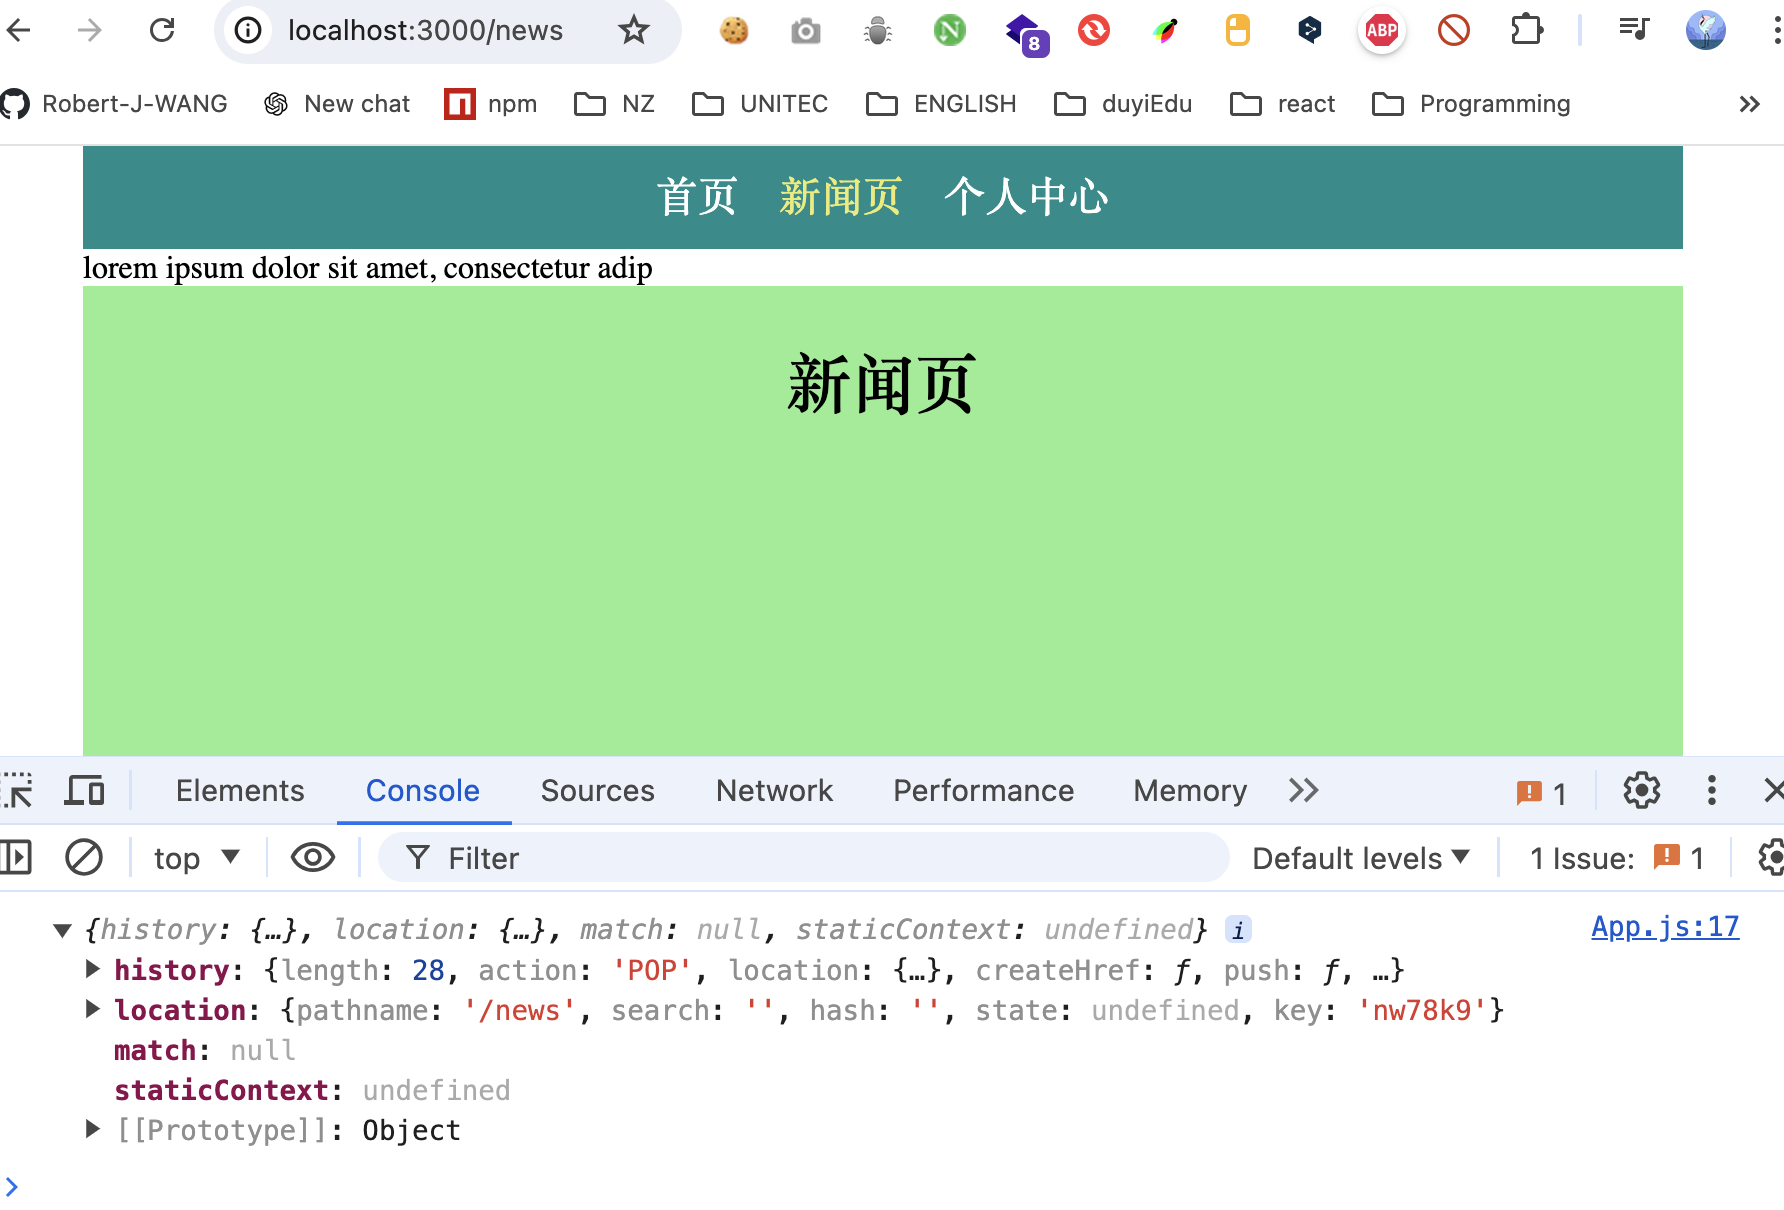 localhost:3000/news
8
ABP
Robert-J-WANG New chat npm NZ UNITEC ENGLISH duyiEdu react Programming »
首页 新闻页 个人中心
lorem ipsum dolor sit amet, consectetur adip
新闻页
Elements Console Sources Network Performance Memory 1
top Filter Default levels 1 Issue: 1
{history: {…}, location: {…}, match: null, staticContext: undefined} i App.js:17
history: {length: 28, action: 'POP', location: {…}, createHref: ƒ, push: ƒ, …}
location: {pathname: '/news', search: '', hash: '', state: undefined, key: 'nw78k9'}
match: null
staticContext: undefined
[[Prototype]]: Object